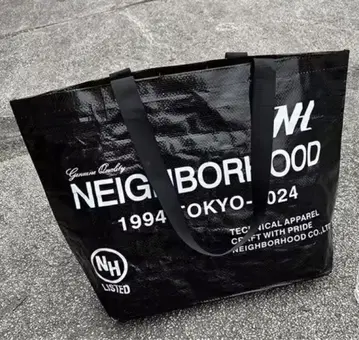 NH
Genuine Quality
NEIGHBORHOOD
1994-TOKYO-2024
TECHNICAL APPAREL
CRAFT WITH PRIDE
NEIGHBORHOOD CO.,LTD.
NH
LISTED